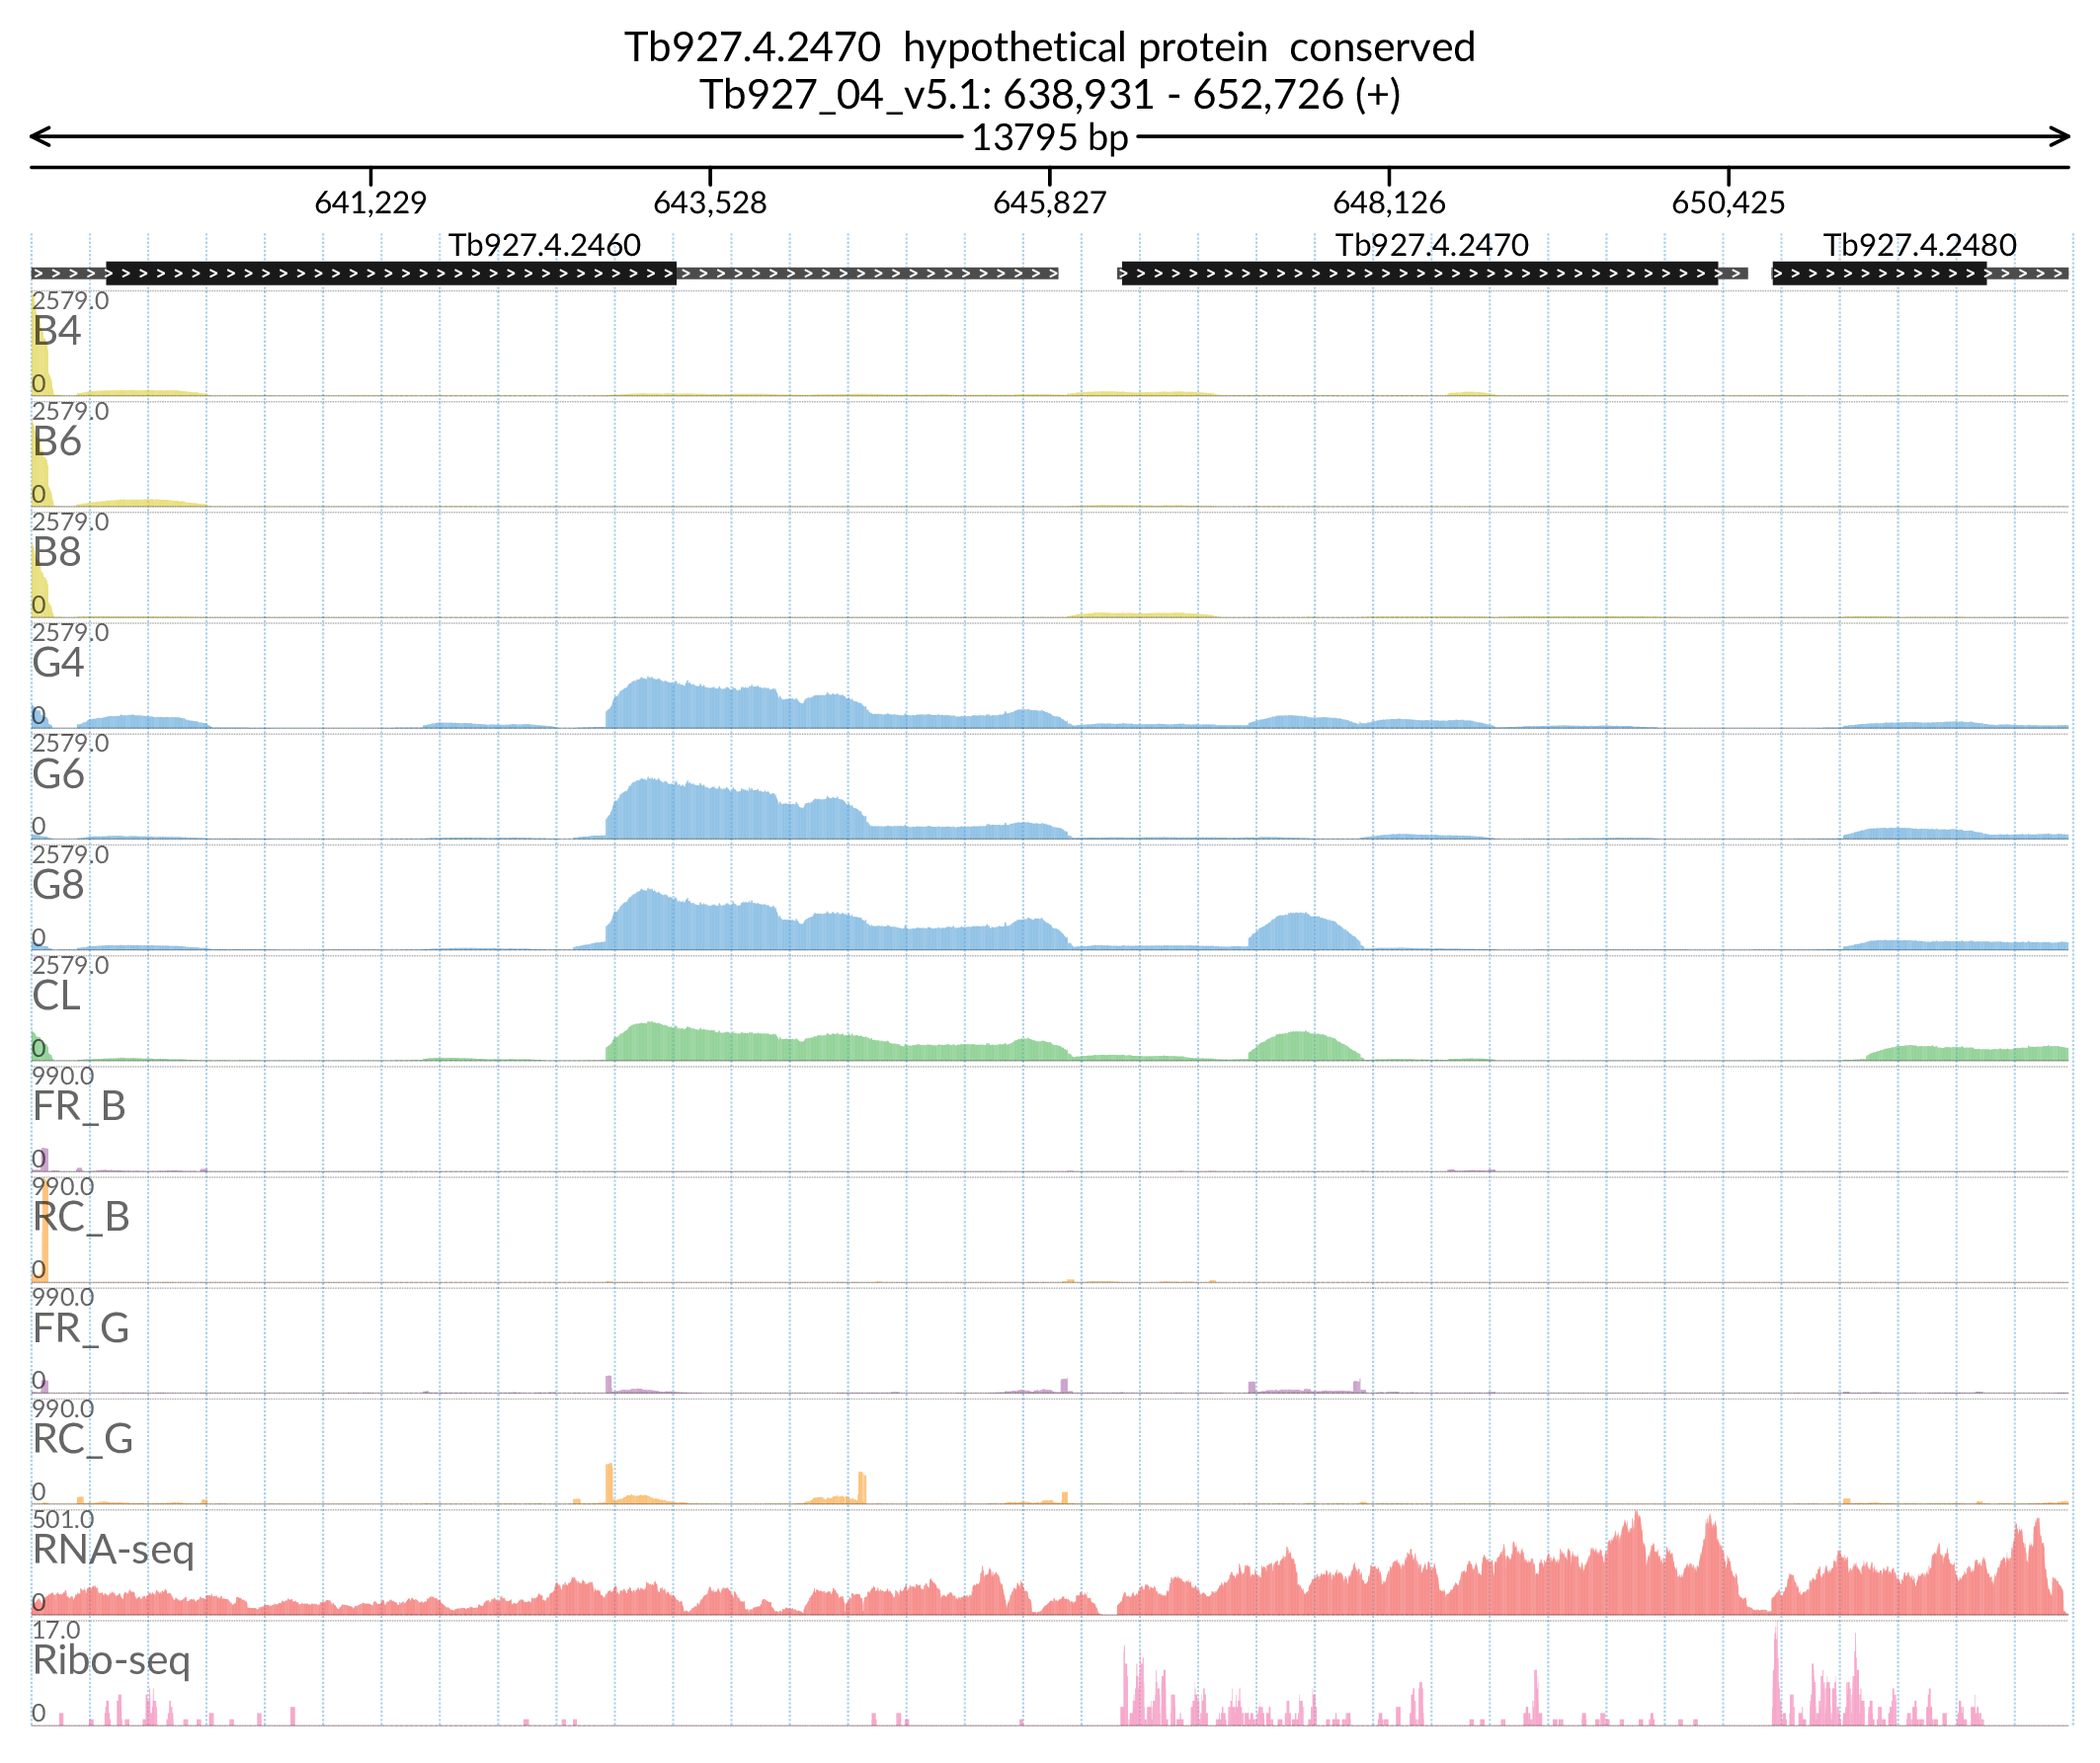 Tb927.4.2470  hypothetical protein  conserved
Tb927_04_v5.1: 638,931 - 652,726 (+)
13795 bp
641,229 643,528 645,827 648,126 650,425
Tb927.4.2460 Tb927.4.2470 Tb927.4.2480
2579.0
B4
0
2579.0
B6
0
2579.0
B8
0
2579.0
G4
0
2579.0
G6
0
2579.0
G8
0
2579.0
CL
0
990.0
FR_B
0
990.0
RC_B
0
990.0
FR_G
0
990.0
RC_G
0
501.0
RNA-seq
0
17.0
Ribo-seq
0